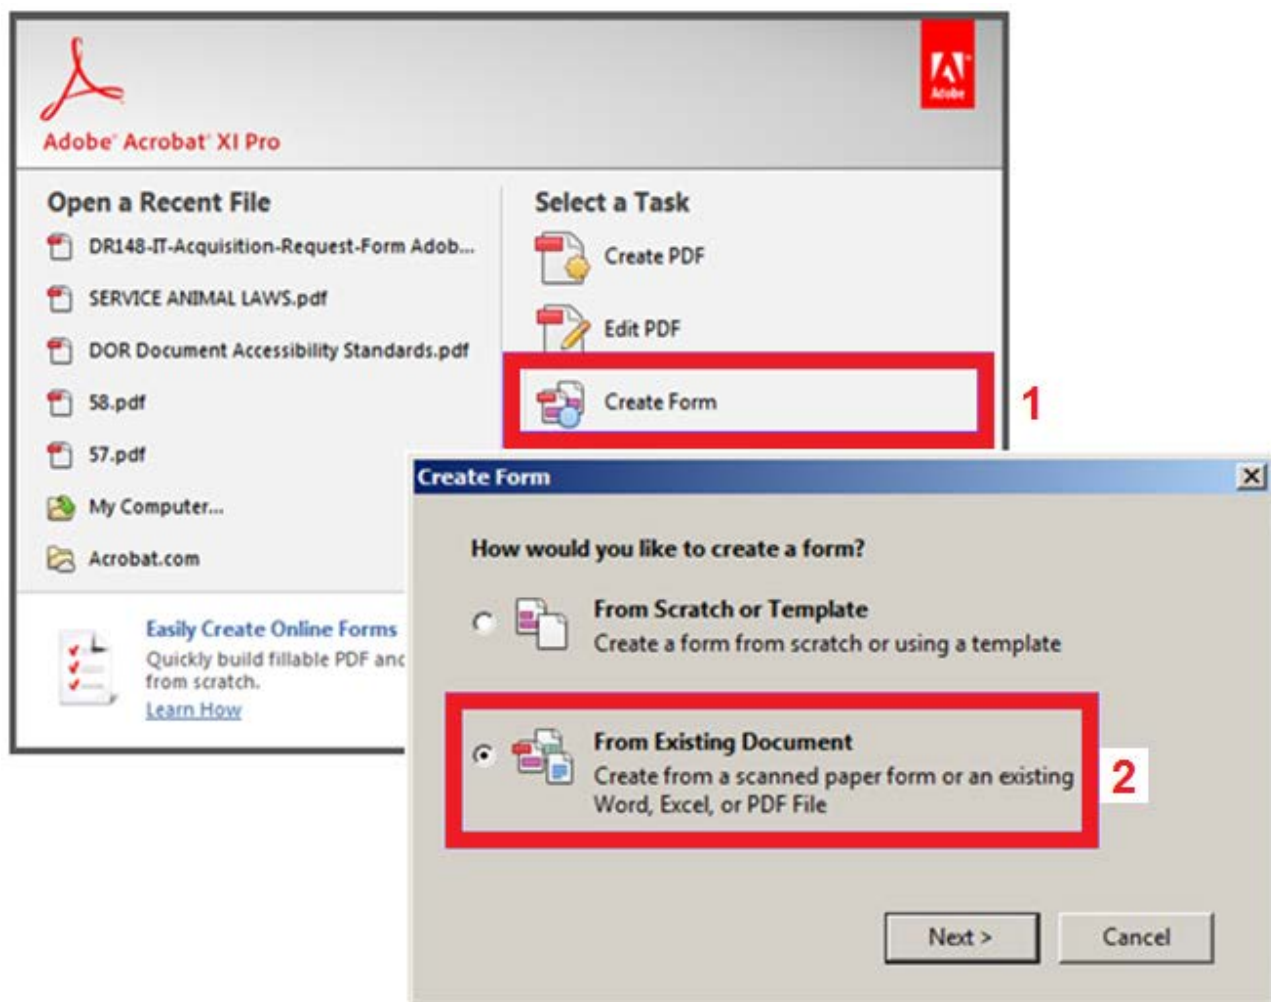 Adobe
Adobe® Acrobat® XI Pro
Open a Recent File
DR148-IT-Acquisition-Request-Form Adob...
SERVICE ANIMAL LAWS.pdf
DOR Document Accessibility Standards.pdf
58.pdf
57.pdf
My Computer...
Acrobat.com
Easily Create Online Forms
Quickly build fillable PDF and
from scratch.
Learn How
Select a Task
Create PDF
Edit PDF
Create Form
1
Create Form
How would you like to create a form?
From Scratch or Template
Create a form from scratch or using a template
From Existing Document
Create from a scanned paper form or an existing
Word, Excel, or PDF File
2
Next >
Cancel